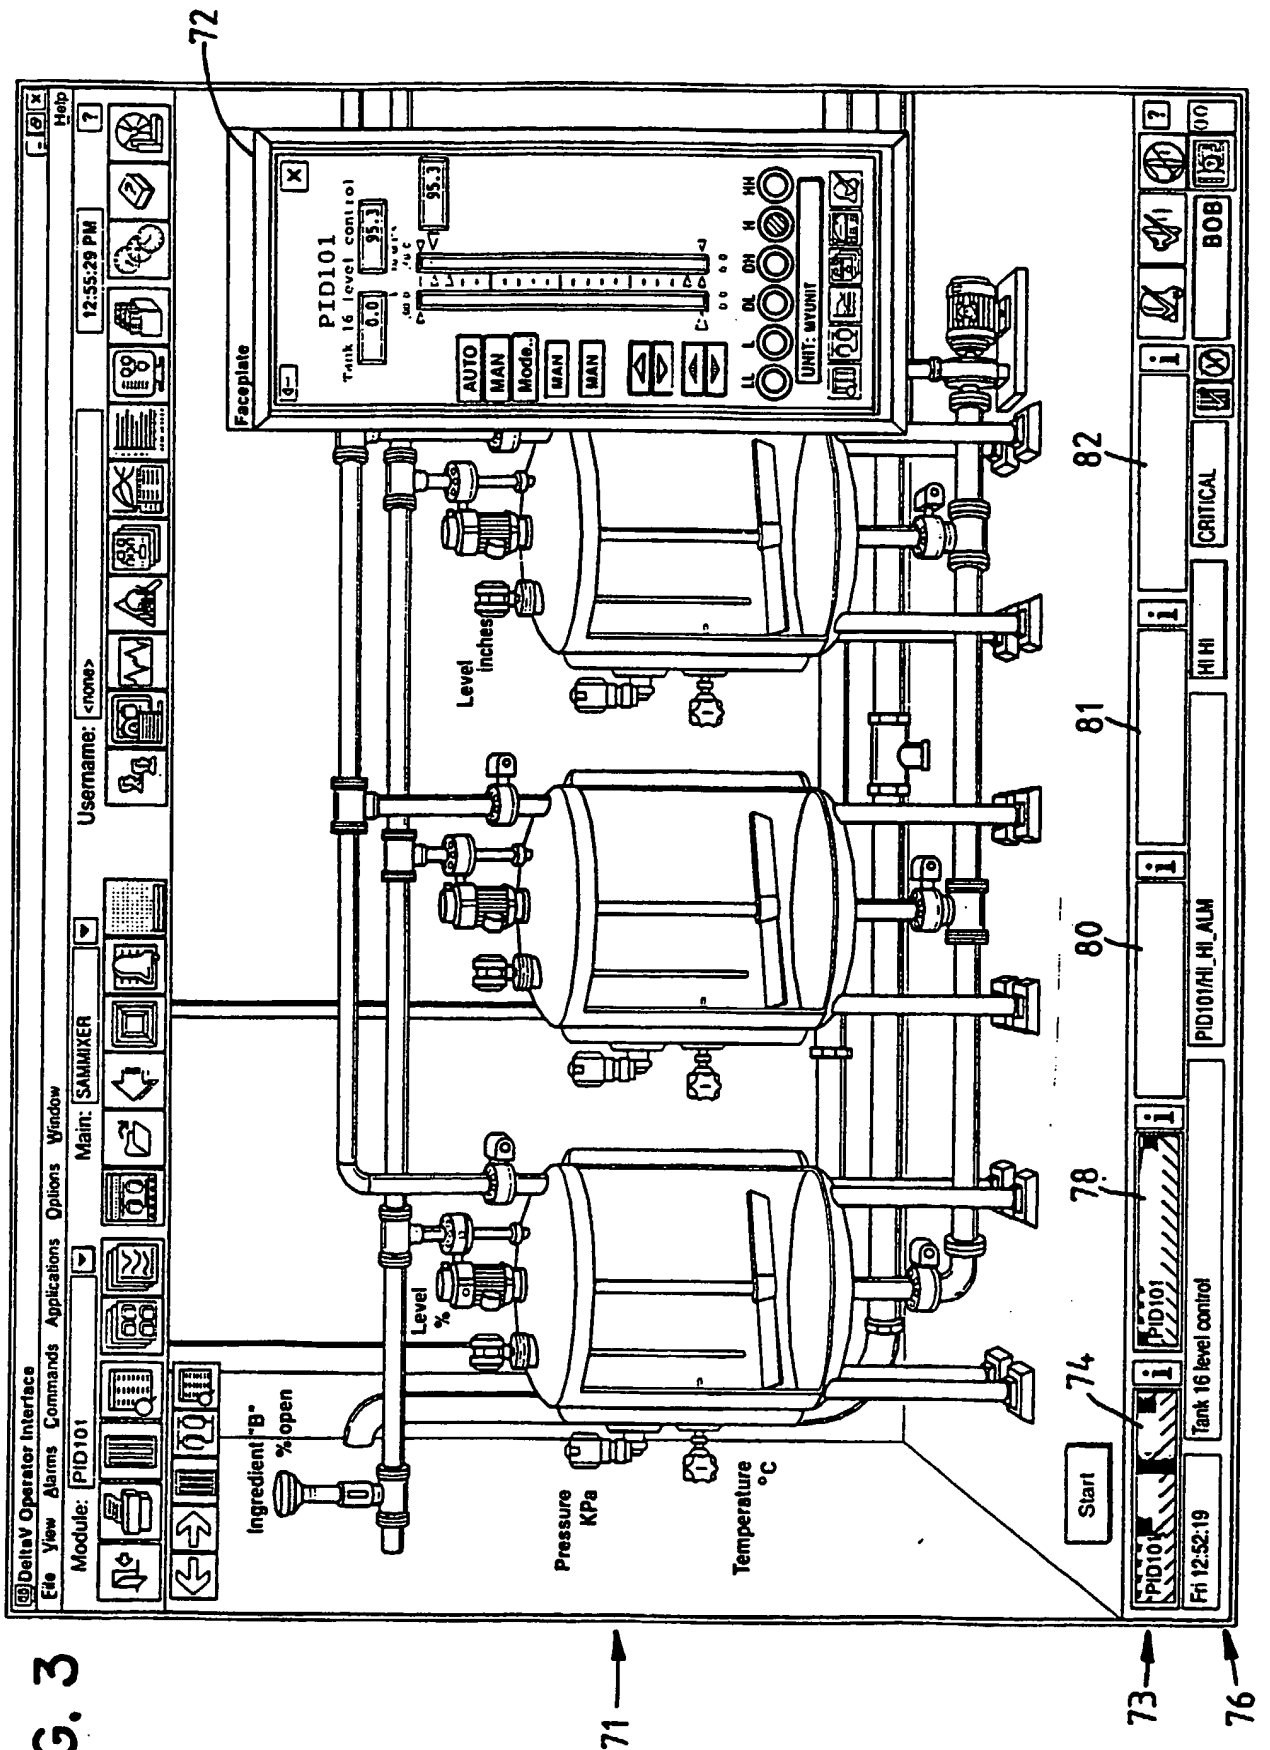 G. 3
DeltaV Operator Interface
File View Alarms Commands Applications Options Window Help
Module: PID101 Main: SAMMIXER Username: <none> 12:55:29 PM ?
72
Ingredient "B"
% open
Level
%
Level
inches
Pressure
KPa
Temperature
°C
Faceplate
PID101
Tank 16 level control
0.0 95.3
95.3
AUTO
MAN
Mode...
MAN
MAN
0.0 0.0
LL L DL DH H HH
UNIT: MYUNIT
71
Start
74
78
80
81
82
73
PID101 i PID101 i i i i ?
Fri 12:52:19 Tank 16 level control PID101/HI_HI_ALM HI HI CRITICAL BOB
76